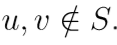 u, v ∉ S.